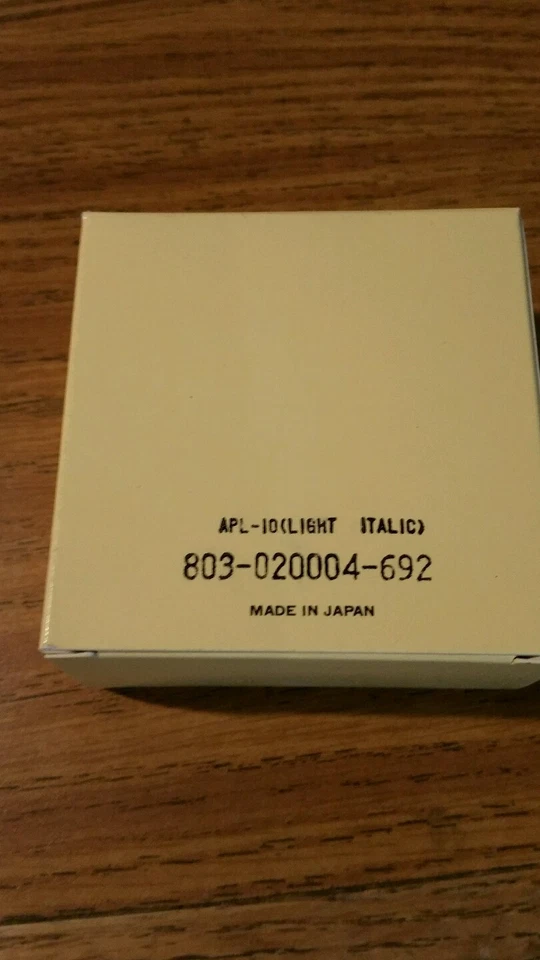 APL-10(LIGHT ITALIC)
803-020004-692
MADE IN JAPAN